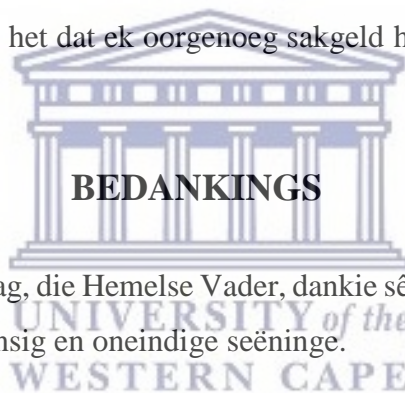 het dat ek oorgenoeg sakgeld h
BEDANKINGS
ag, die Hemelse Vader, dankie sê
UNIVERSITY of the
nsig en oneindige seëninge.
WESTERN CAPE